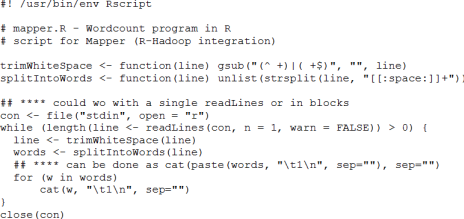 #! /usr/bin/env Rscript
# mapper.R - Wordcount program in R
# script for Mapper (R-Hadoop integration)
trimWhiteSpace <- function(line) gsub("(^ +)|( +$)", "", line)
splitIntoWords <- function(line) unlist(strsplit(line, "[[:space:]]+"))
## **** could wo with a single readLines or in blocks
con <- file("stdin", open = "r")
while (length(line <- readLines(con, n = 1, warn = FALSE)) > 0) {
line <- trimWhiteSpace(line)
words <- splitIntoWords(line)
## **** can be done as cat(paste(words, "\t1\n", sep=""), sep="")
for (w in words)
cat(w, "\t1\n", sep="")
}
close(con)